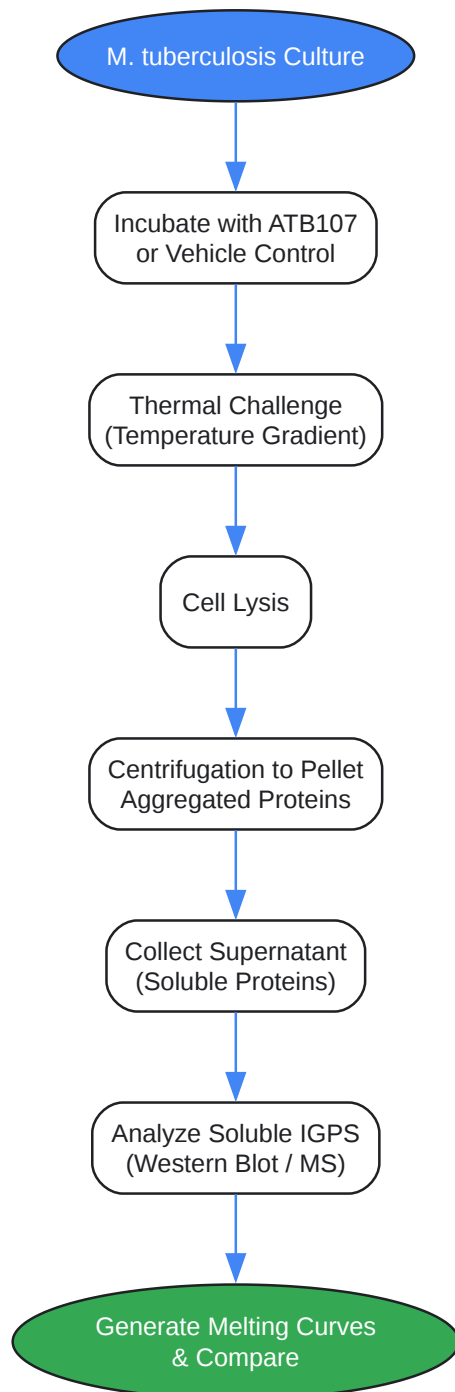 M. tuberculosis Culture
Incubate with ATB107
or Vehicle Control
Thermal Challenge
(Temperature Gradient)
Cell Lysis
Centrifugation to Pellet
Aggregated Proteins
Collect Supernatant
(Soluble Proteins)
Analyze Soluble IGPS
(Western Blot / MS)
Generate Melting Curves
& Compare